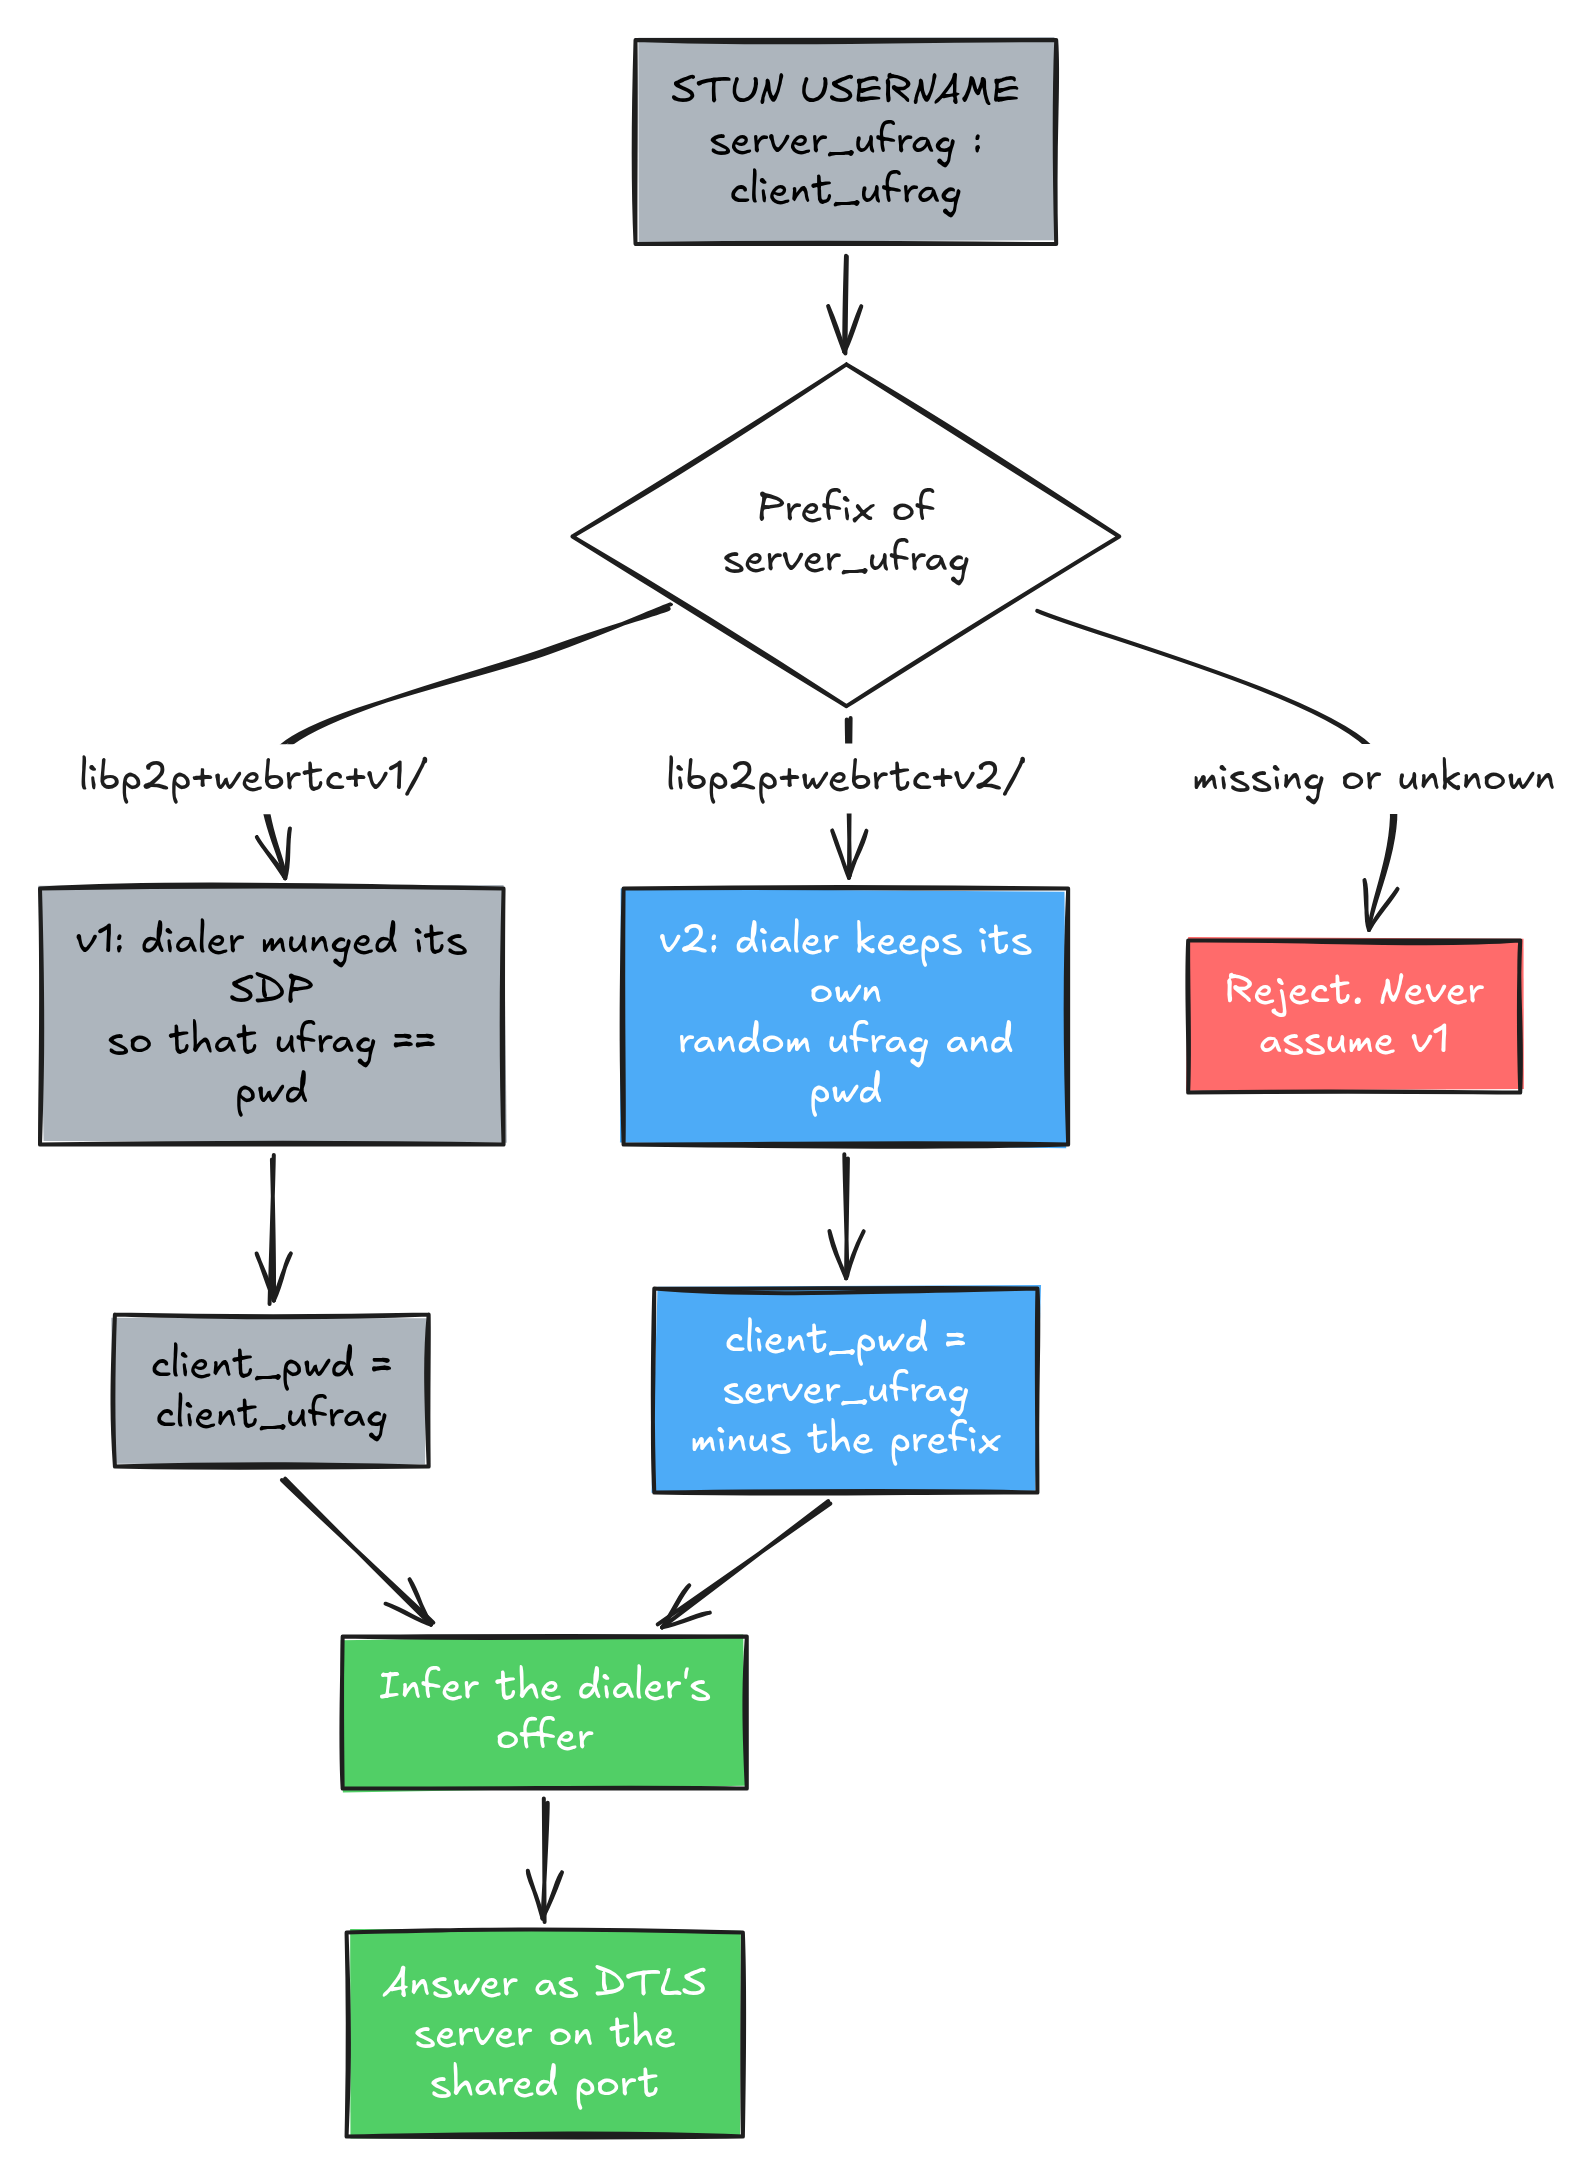 STUN USERNAME
server_ufrag :
client_ufrag
Prefix of
server_ufrag
libp2p+webrtc+v1/
libp2p+webrtc+v2/
missing or unknown
v1: dialer munged its
SDP
so that ufrag ==
pwd
v2: dialer keeps its
own
random ufrag and
pwd
Reject. Never
assume v1
client_pwd =
client_ufrag
client_pwd =
server_ufrag
minus the prefix
Infer the dialer's
offer
Answer as DTLS
server on the
shared port